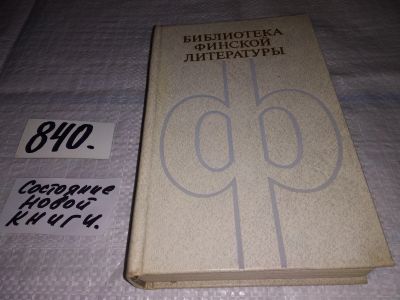 БИБЛИОТЕКА
ФИНСКОЙ
ЛИТЕРАТУРЫ
ф
840.
Состояние
новой
книги.